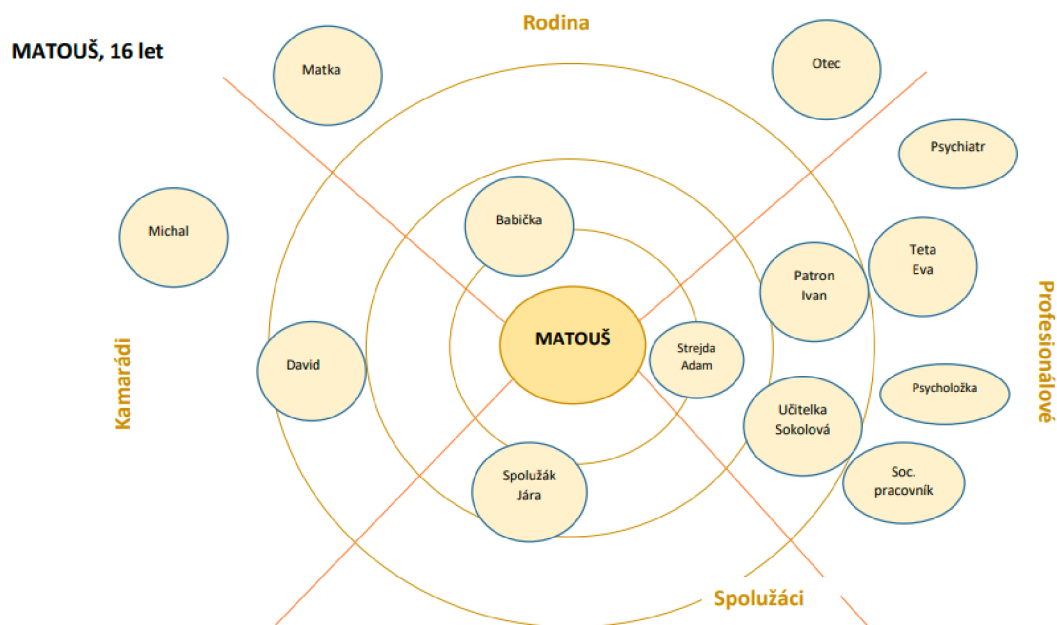 Rodina
MATOUŠ, 16 let
Matka
Otec
Psychiatr
Michal
Babička
Teta
Eva
Patron
Ivan
Profesionálové
Kamarádi
David
MATOUŠ
Strejda
Adam
Psycholožka
Učitelka
Sokolová
Spolužák
Jára
Soc.
pracovník
Spolužáci